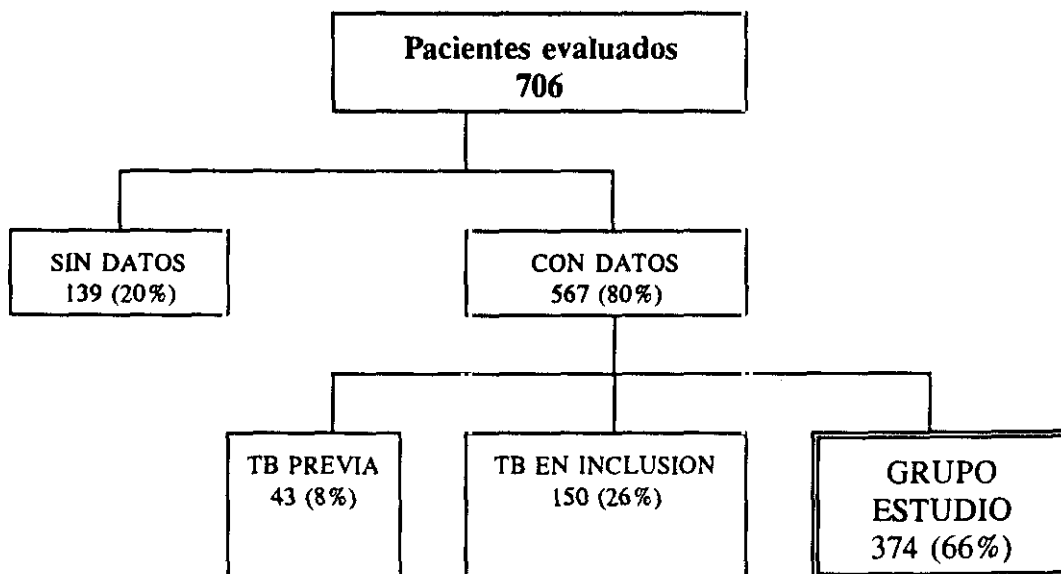 Pacientes evaluados
706
SIN DATOS
139 (20%)
CON DATOS
567 (80%)
TB PREVIA
43 (8%)
TB EN INCLUSION
150 (26%)
GRUPO
ESTUDIO
374 (66%)